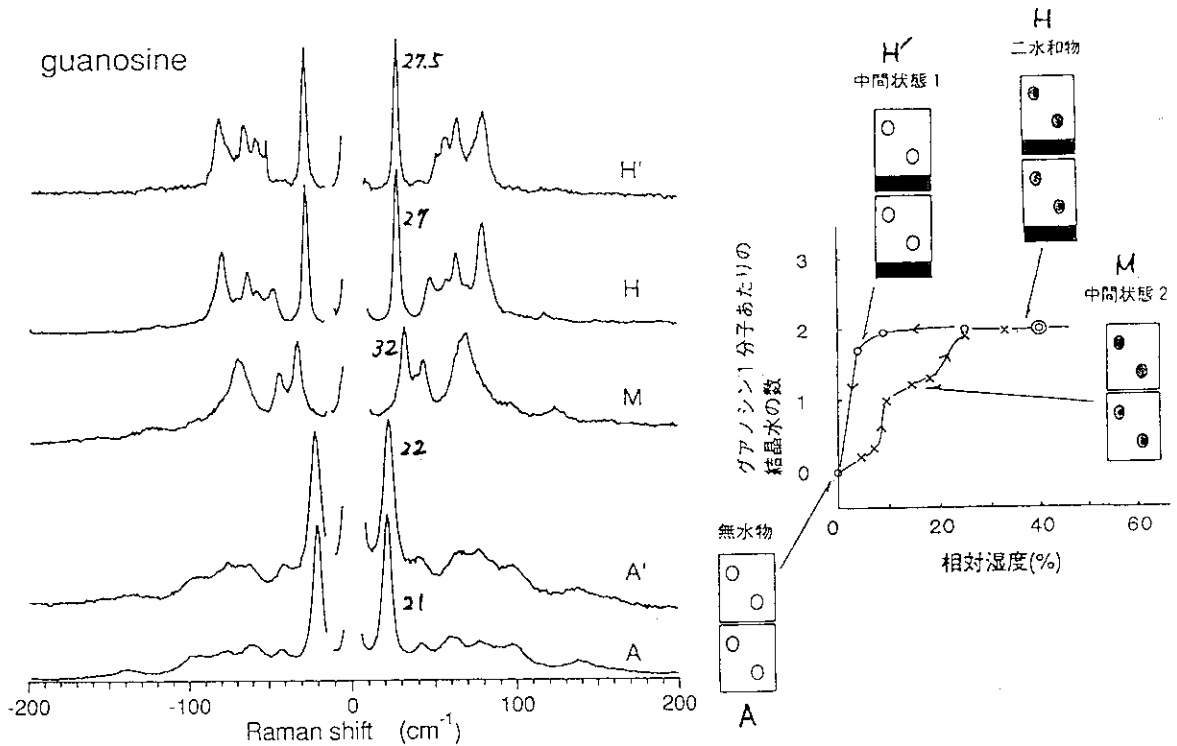 guanosine
27.5
H'
27
H
32
M
22
A'
21
A
-200
-100
0
100
200
Raman shift (cm⁻¹)
H
二水和物
H'
中間状態 1
M
中間状態 2
グアノシン1分子あたりの
結晶水の数
3
2
1
0
0
20
40
60
相対湿度(%)
無水物
A